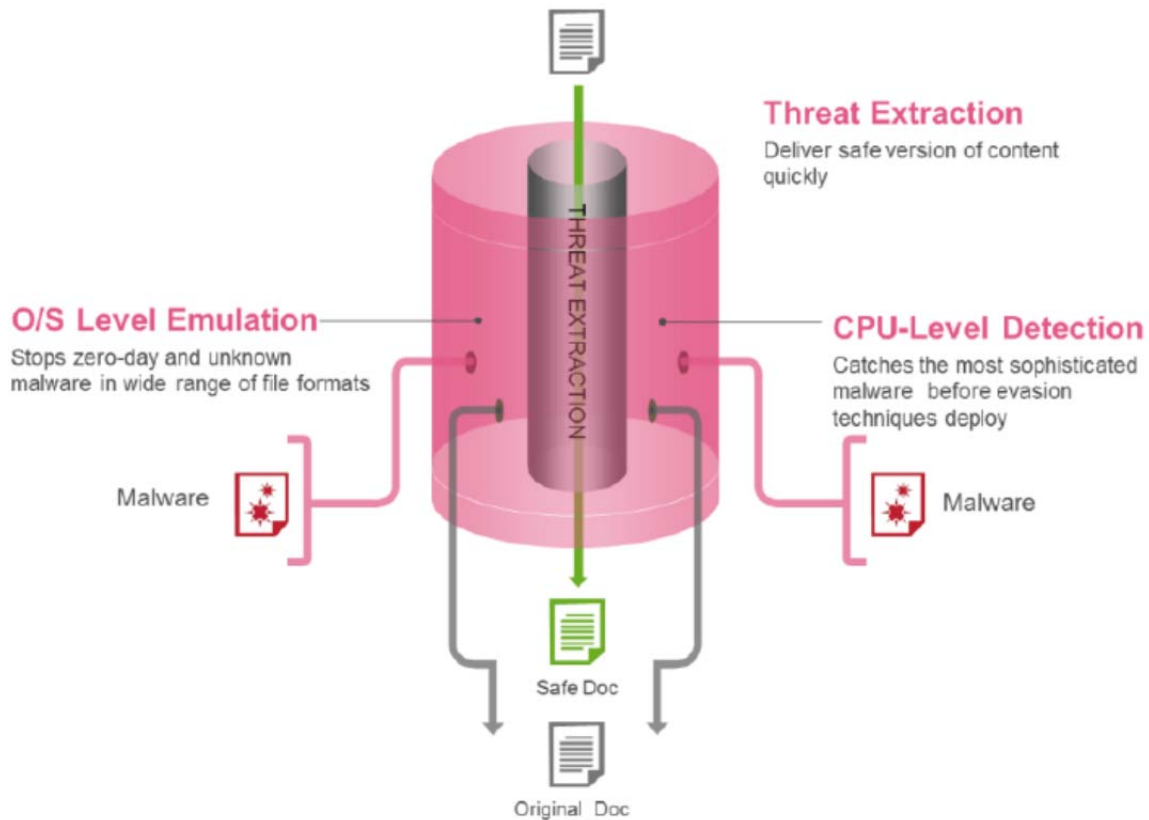 Threat Extraction
Deliver safe version of content
quickly
THREAT EXTRACTION
O/S Level Emulation
Stops zero-day and unknown
malware in wide range of file formats
CPU-Level Detection
Catches the most sophisticated
malware before evasion
techniques deploy
Malware
Malware
Safe Doc
Original Doc